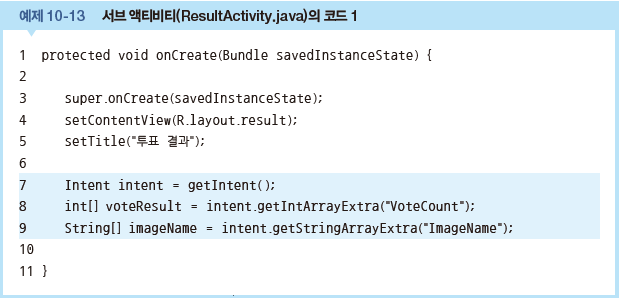 예제 10-13 서브 액티비티(ResultActivity.java)의 코드 1
1 protected void onCreate(Bundle savedInstanceState) {
2
3 super.onCreate(savedInstanceState);
4 setContentView(R.layout.result);
5 setTitle("투표 결과");
6
7 Intent intent = getIntent();
8 int[] voteResult = intent.getIntArrayExtra("VoteCount");
9 String[] imageName = intent.getStringArrayExtra("ImageName");
10
11 }